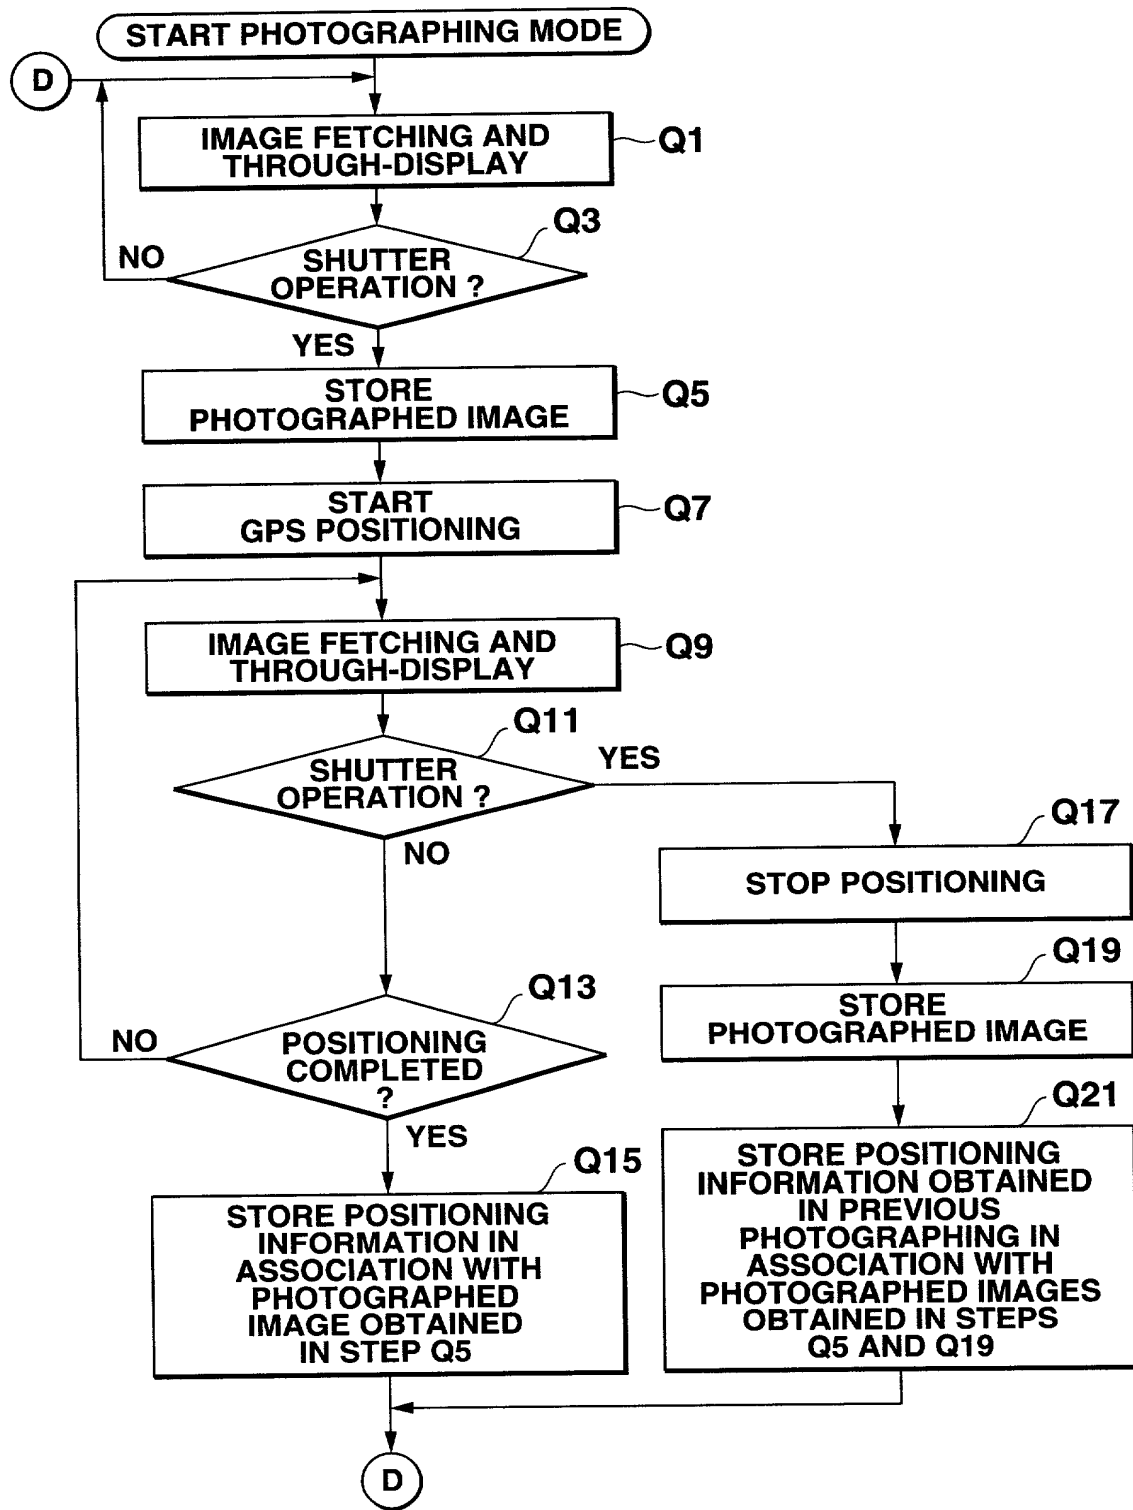 START PHOTOGRAPHING MODE
D
IMAGE FETCHING AND
THROUGH-DISPLAY
Q1
Q3
NO
SHUTTER
OPERATION ?
YES
STORE
PHOTOGRAPHED IMAGE
Q5
START
GPS POSITIONING
Q7
IMAGE FETCHING AND
THROUGH-DISPLAY
Q9
Q11
SHUTTER
OPERATION ?
YES
NO
Q17
STOP POSITIONING
Q19
STORE
PHOTOGRAPHED IMAGE
Q13
NO
POSITIONING
COMPLETED
?
YES
Q15
STORE POSITIONING
INFORMATION IN
ASSOCIATION WITH
PHOTOGRAPHED
IMAGE OBTAINED
IN STEP Q5
Q21
STORE POSITIONING
INFORMATION OBTAINED
IN PREVIOUS
PHOTOGRAPHING IN
ASSOCIATION WITH
PHOTOGRAPHED IMAGES
OBTAINED IN STEPS
Q5 AND Q19
D